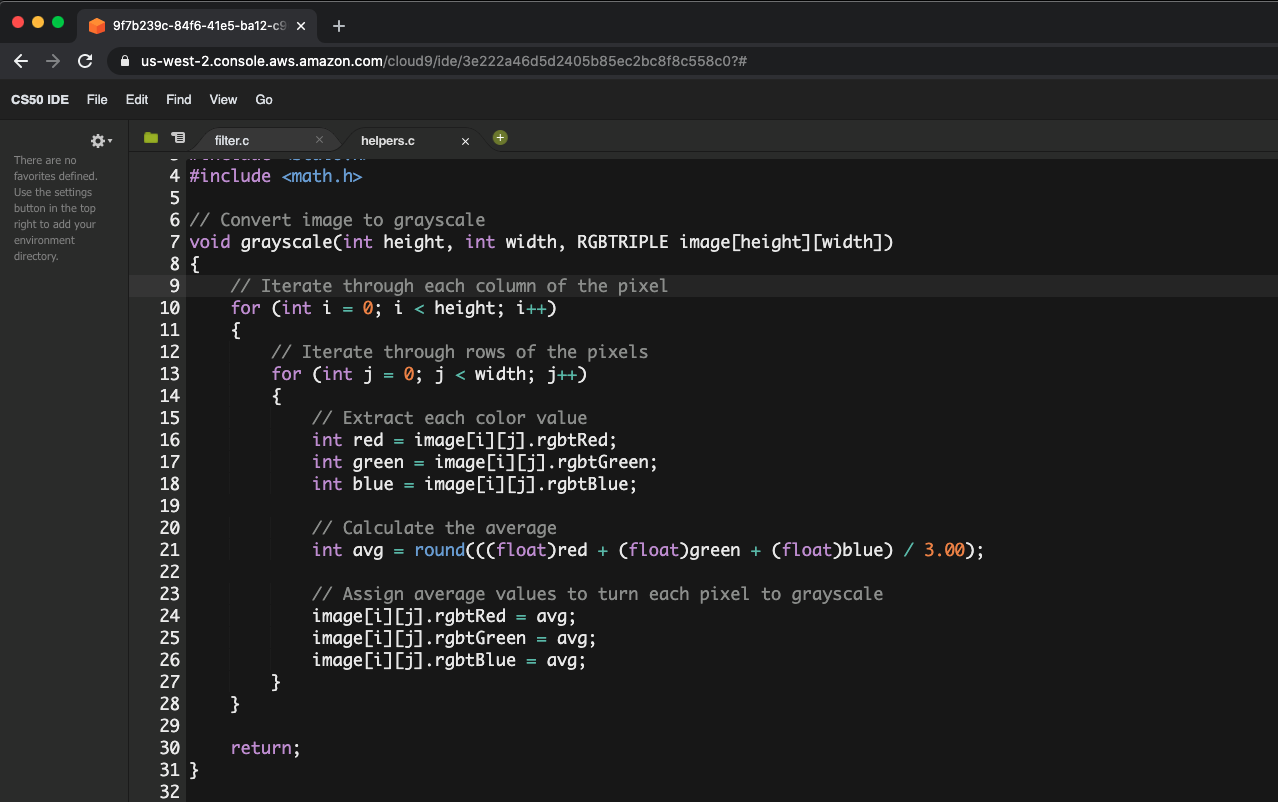 9f7b239c-84f6-41e5-ba12-c9
us-west-2.console.aws.amazon.com/cloud9/ide/3e222a46d5d2405b85ec2bc8f8c558c0?#
CS50 IDE File Edit Find View Go
There are no
favorites defined.
Use the settings
button in the top
right to add your
environment
directory.
filter.c helpers.c
4 #include <math.h>
5
6 // Convert image to grayscale
7 void grayscale(int height, int width, RGBTRIPLE image[height][width])
8 {
9     // Iterate through each column of the pixel
10     for (int i = 0; i < height; i++)
11     {
12         // Iterate through rows of the pixels
13         for (int j = 0; j < width; j++)
14         {
15             // Extract each color value
16             int red = image[i][j].rgbtRed;
17             int green = image[i][j].rgbtGreen;
18             int blue = image[i][j].rgbtBlue;
19
20             // Calculate the average
21             int avg = round(((float)red + (float)green + (float)blue) / 3.00);
22
23             // Assign average values to turn each pixel to grayscale
24             image[i][j].rgbtRed = avg;
25             image[i][j].rgbtGreen = avg;
26             image[i][j].rgbtBlue = avg;
27         }
28     }
29
30     return;
31 }
32